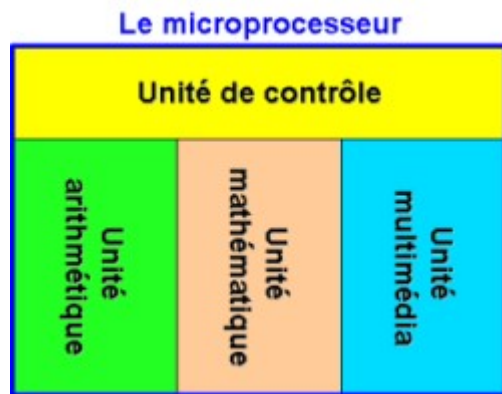 Le microprocesseur
Unité de contrôle
Unité
arithmétique
Unité
mathématique
Unité
multimédia